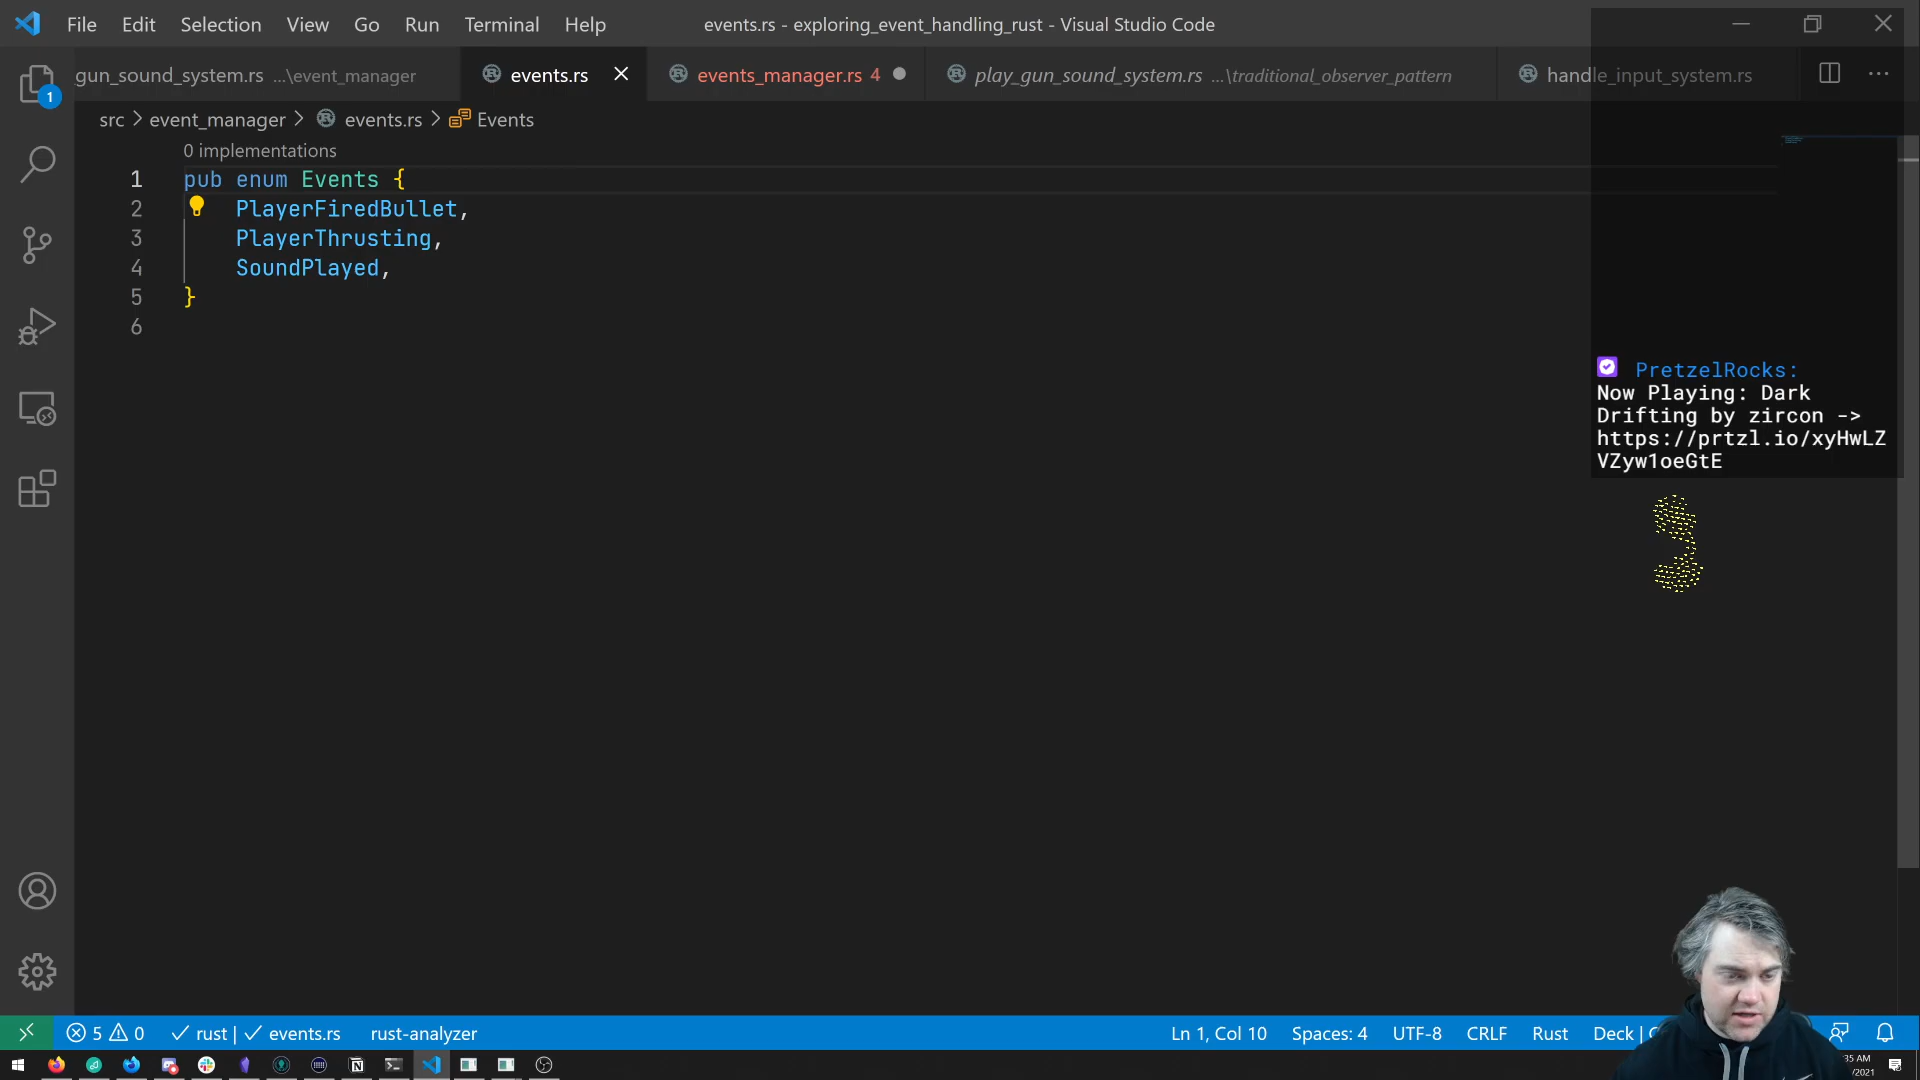 File Edit Selection View Go Run Terminal Help
events.rs - exploring_event_handling_rust - Visual Studio Code
gun_sound_system.rs ...\event_manager
events.rs
events_manager.rs 4
play_gun_sound_system.rs ...\traditional_observer_pattern
handle_input_system.rs
1
src > event_manager > events.rs > Events
0 implementations
1 pub enum Events {
2 PlayerFiredBullet,
3 PlayerThrusting,
4 SoundPlayed,
5 }
6
PretzelRocks:
Now Playing: Dark
Drifting by zircon ->
https://prtzl.io/xyHwLZ
VZyw1oeGtE
5 0 rust | events.rs rust-analyzer
Ln 1, Col 10 Spaces: 4 UTF-8 CRLF Rust Deck |
35 AM
/2021